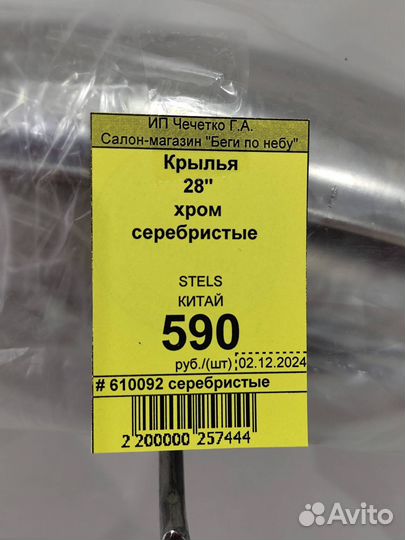 ИП Чечетко Г.А.
Салон-магазин "Беги по небу"
Крылья
28"
хром
серебристые
STELS
КИТАЙ
590
руб./(шт) 02.12.2024
# 610092 серебристые
2 200000 257444
Avito